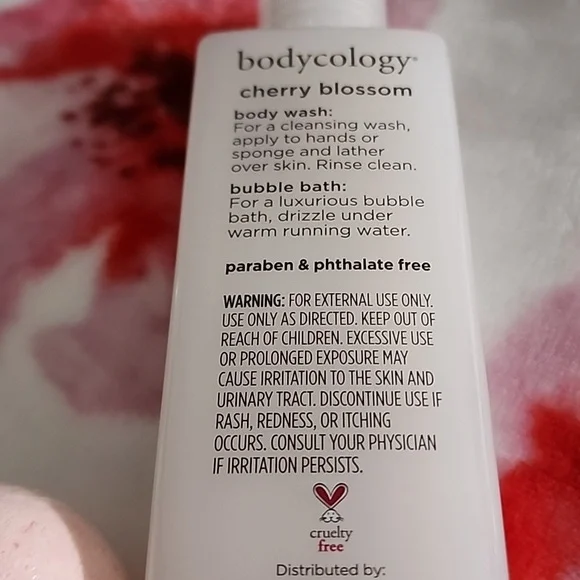 bodycology®
cherry blossom
body wash:
For a cleansing wash,
apply to hands or
sponge and lather
over skin. Rinse clean.
bubble bath:
For a luxurious bubble
bath, drizzle under
warm running water.
paraben & phthalate free
WARNING: FOR EXTERNAL USE ONLY.
USE ONLY AS DIRECTED. KEEP OUT OF
REACH OF CHILDREN. EXCESSIVE USE
OR PROLONGED EXPOSURE MAY
CAUSE IRRITATION TO THE SKIN AND
URINARY TRACT. DISCONTINUE USE IF
RASH, REDNESS, OR ITCHING
OCCURS. CONSULT YOUR PHYSICIAN
IF IRRITATION PERSISTS.
cruelty
free
Distributed by: